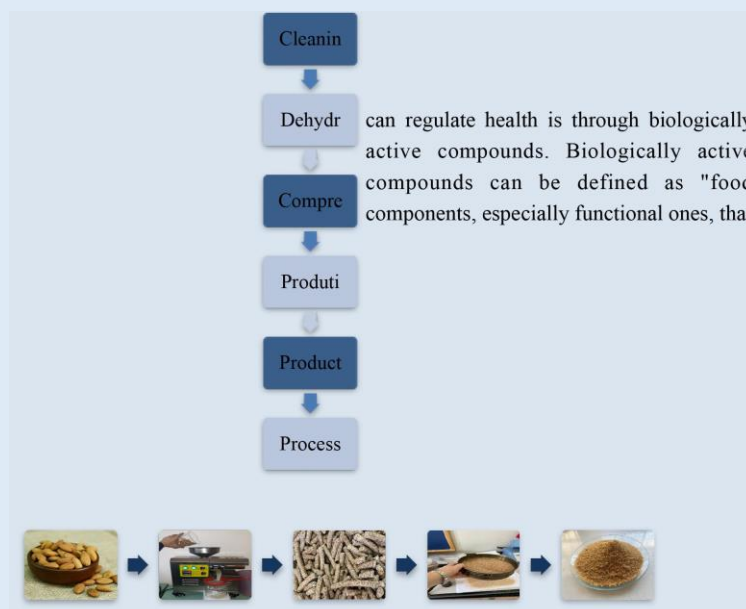 Cleanin
Dehydr
can regulate health is through biologically
active compounds. Biologically active
compounds can be defined as "food
components, especially functional ones, tha
Compre
Produti
Product
Process